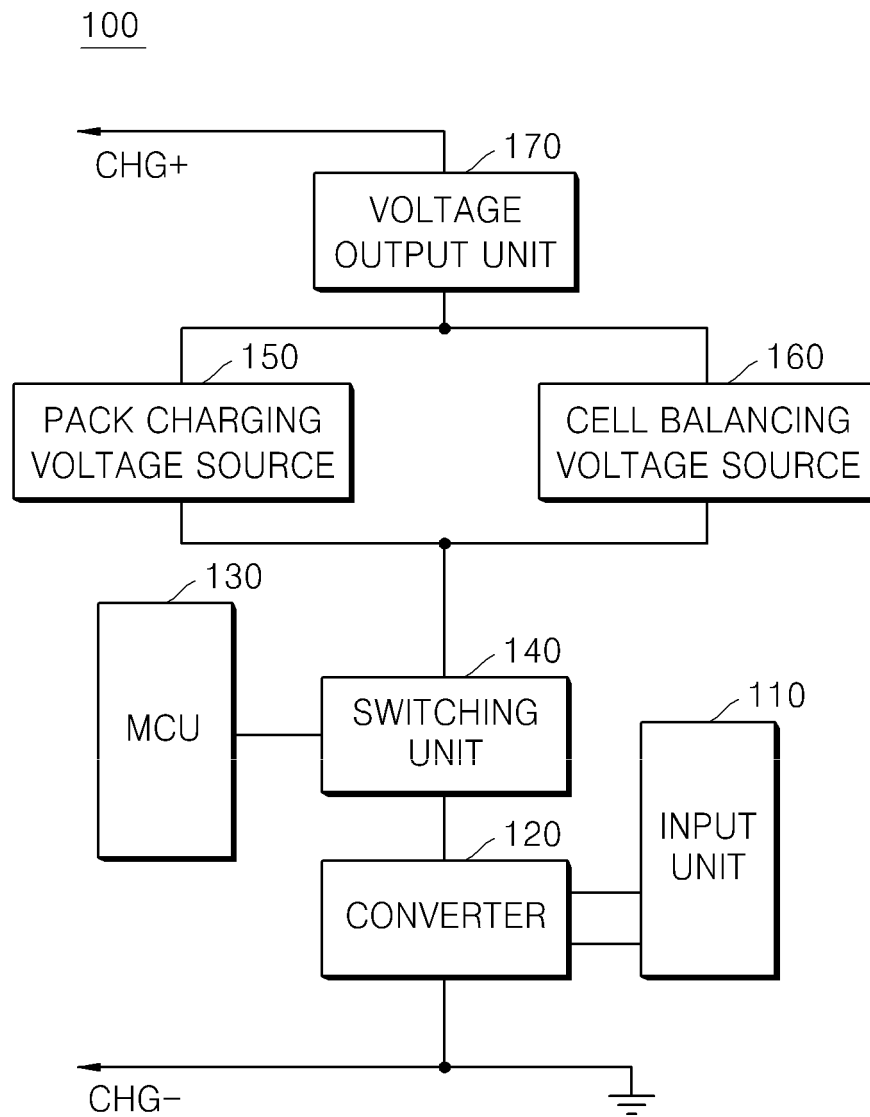 100
CHG+
170
VOLTAGE
OUTPUT UNIT
150
PACK CHARGING
VOLTAGE SOURCE
160
CELL BALANCING
VOLTAGE SOURCE
130
MCU
140
SWITCHING
UNIT
110
INPUT
UNIT
120
CONVERTER
CHG-